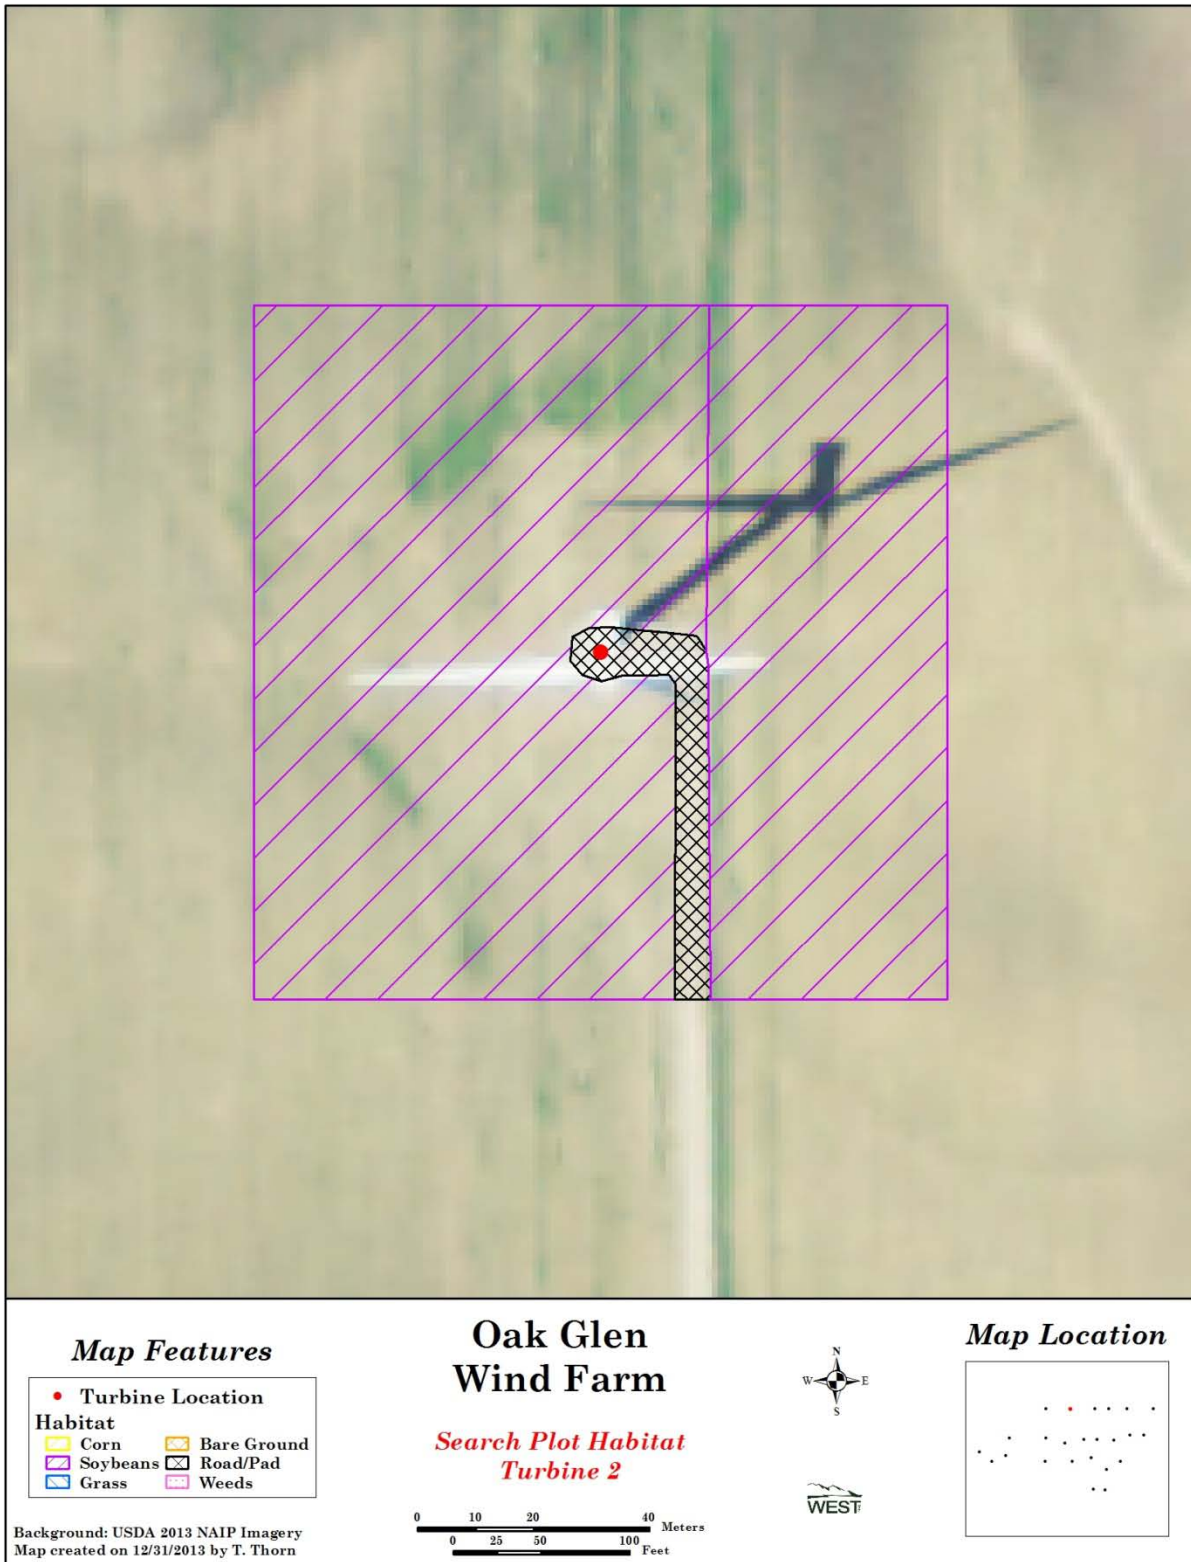 Map Features
Turbine Location
Habitat
Corn
Bare Ground
Soybeans
Road/Pad
Grass
Weeds
Background: USDA 2013 NAIP Imagery
Map created on 12/31/2013 by T. Thorn
Oak Glen
Wind Farm
Search Plot Habitat
Turbine 2
0 10 20 40 Meters
0 25 50 100 Feet
N
W E
S
WEST
Map Location